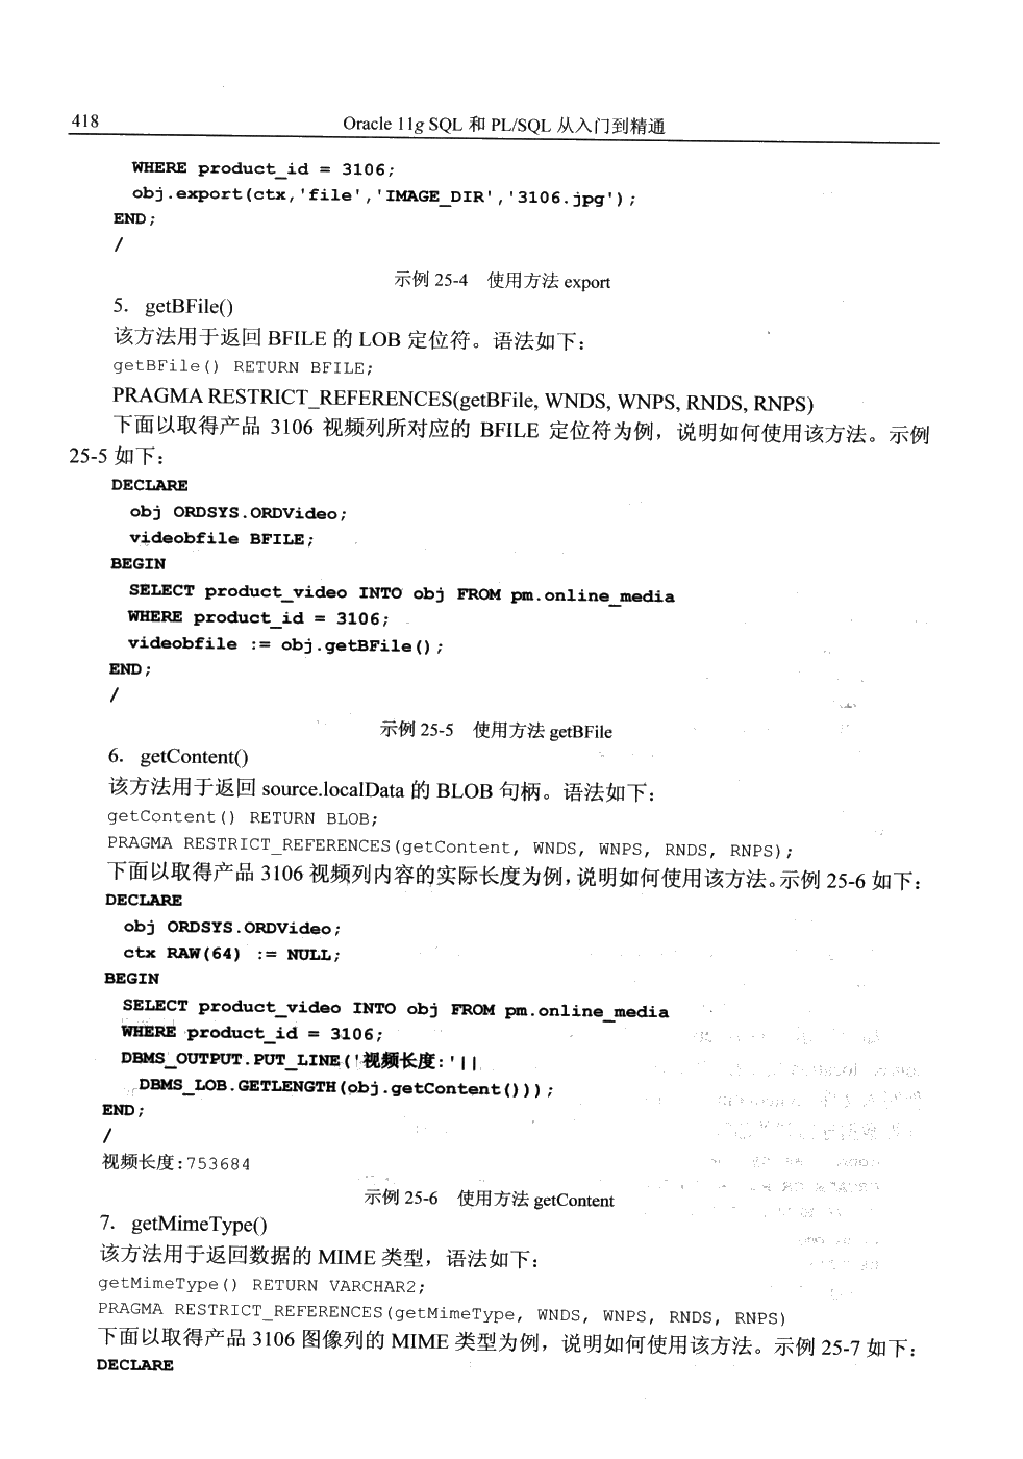 418
Oracle 11g SQL 和 PL/SQL 从入门到精通
WHERE product_id = 3106;
obj.export(ctx,'file','IMAGE_DIR','3106.jpg');
END;
/
示例 25-4 使用方法 export
5. getBFile()
该方法用于返回 BFILE 的 LOB 定位符。语法如下：
getBFile() RETURN BFILE;
PRAGMA RESTRICT_REFERENCES(getBFile, WNDS, WNPS, RNDS, RNPS)
下面以取得产品 3106 视频列所对应的 BFILE 定位符为例，说明如何使用该方法。示例
25-5 如下：
DECLARE
obj ORDSYS.ORDVideo;
videobfile BFILE;
BEGIN
SELECT product_video INTO obj FROM pm.online_media
WHERE product_id = 3106;
videobfile := obj.getBFile();
END;
/
示例 25-5 使用方法 getBFile
6. getContent()
该方法用于返回 source.localData 的 BLOB 句柄。语法如下：
getContent() RETURN BLOB;
PRAGMA RESTRICT_REFERENCES(getContent, WNDS, WNPS, RNDS, RNPS);
下面以取得产品 3106 视频列内容的实际长度为例，说明如何使用该方法。示例 25-6 如下：
DECLARE
obj ORDSYS.ORDVideo;
ctx RAW(64) := NULL;
BEGIN
SELECT product_video INTO obj FROM pm.online_media
WHERE product_id = 3106;
DBMS_OUTPUT.PUT_LINE('视频长度:'||
DBMS_LOB.GETLENGTH(obj.getContent()));
END;
/
视频长度:753684
示例 25-6 使用方法 getContent
7. getMimeType()
该方法用于返回数据的 MIME 类型，语法如下：
getMimeType() RETURN VARCHAR2;
PRAGMA RESTRICT_REFERENCES(getMimeType, WNDS, WNPS, RNDS, RNPS)
下面以取得产品 3106 图像列的 MIME 类型为例，说明如何使用该方法。示例 25-7 如下：
DECLARE